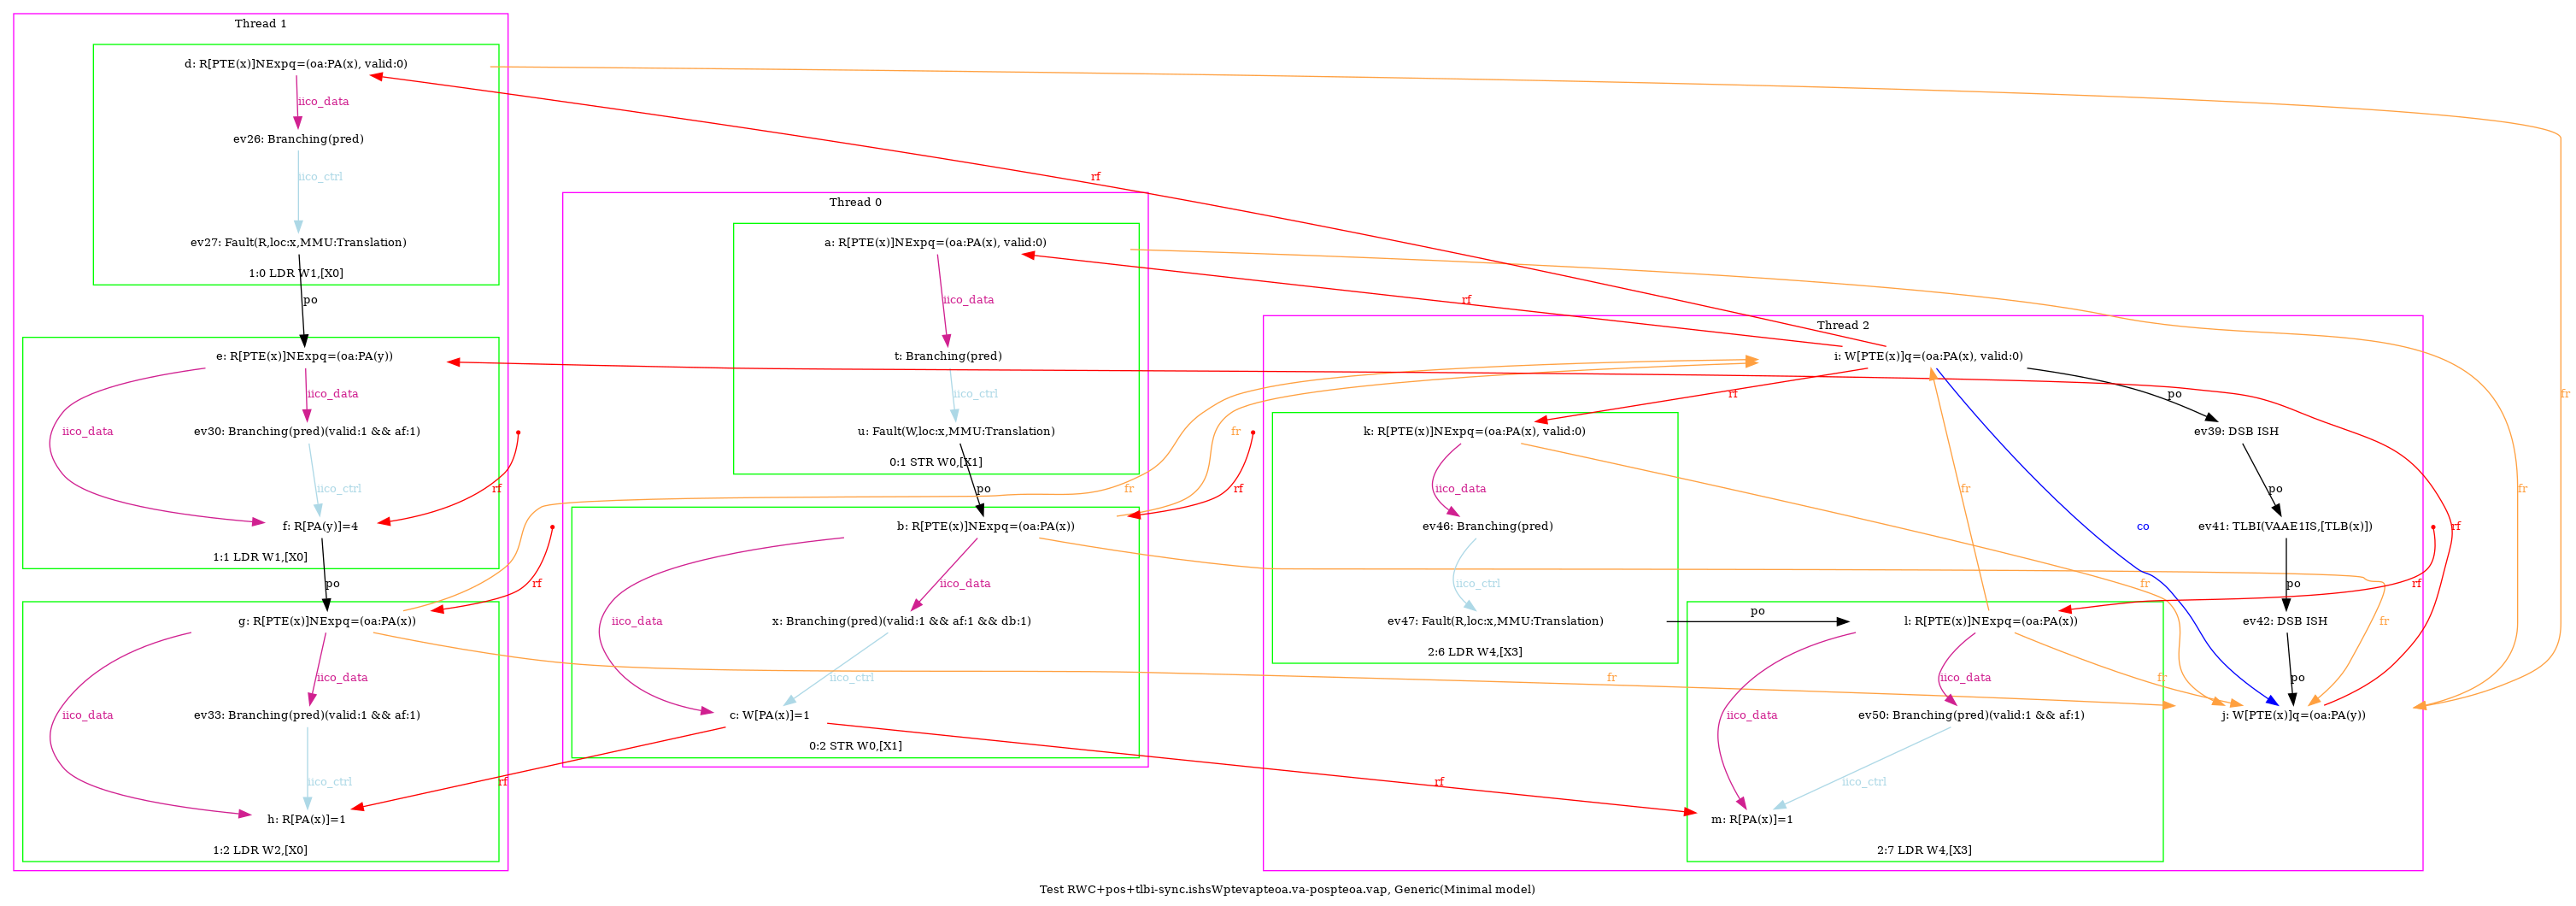 Thread 1
d: R[PTE(x)]NExpq=(oa:PA(x), valid:0)
iico_data
ev26: Branching(pred)
iico_ctrl
ev27: Fault(R,loc:x,MMU:Translation)
1:0 LDR W1,[X0]
po
e: R[PTE(x)]NExpq=(oa:PA(y))
iico_data
iico_data
ev30: Branching(pred)(valid:1 && af:1)
iico_ctrl
rf
f: R[PA(y)]=4
1:1 LDR W1,[X0]
po
rf
g: R[PTE(x)]NExpq=(oa:PA(x))
iico_data
iico_data
ev33: Branching(pred)(valid:1 && af:1)
iico_ctrl
rf
h: R[PA(x)]=1
1:2 LDR W2,[X0]
rf
Thread 0
a: R[PTE(x)]NExpq=(oa:PA(x), valid:0)
iico_data
rf
t: Branching(pred)
iico_ctrl
u: Fault(W,loc:x,MMU:Translation)
0:1 STR W0,[X1]
po
fr
fr
rf
b: R[PTE(x)]NExpq=(oa:PA(x))
iico_data
iico_data
x: Branching(pred)(valid:1 && af:1 && db:1)
iico_ctrl
c: W[PA(x)]=1
0:2 STR W0,[X1]
rf
Thread 2
i: W[PTE(x)]q=(oa:PA(x), valid:0)
rf
po
fr
k: R[PTE(x)]NExpq=(oa:PA(x), valid:0)
ev39: DSB ISH
iico_data
fr
po
fr
ev46: Branching(pred)
co
ev41: TLBI(VAAE1IS,[TLB(x)])
rf
iico_ctrl
fr
po
rf
ev47: Fault(R,loc:x,MMU:Translation)
po
l: R[PTE(x)]NExpq=(oa:PA(x))
ev42: DSB ISH
fr
2:6 LDR W4,[X3]
fr
iico_data
fr
po
iico_data
ev50: Branching(pred)(valid:1 && af:1)
j: W[PTE(x)]q=(oa:PA(y))
iico_ctrl
m: R[PA(x)]=1
2:7 LDR W4,[X3]
Test RWC+pos+tlbi-sync.ishsWptevapteoa.va-pospteoa.vap, Generic(Minimal model)